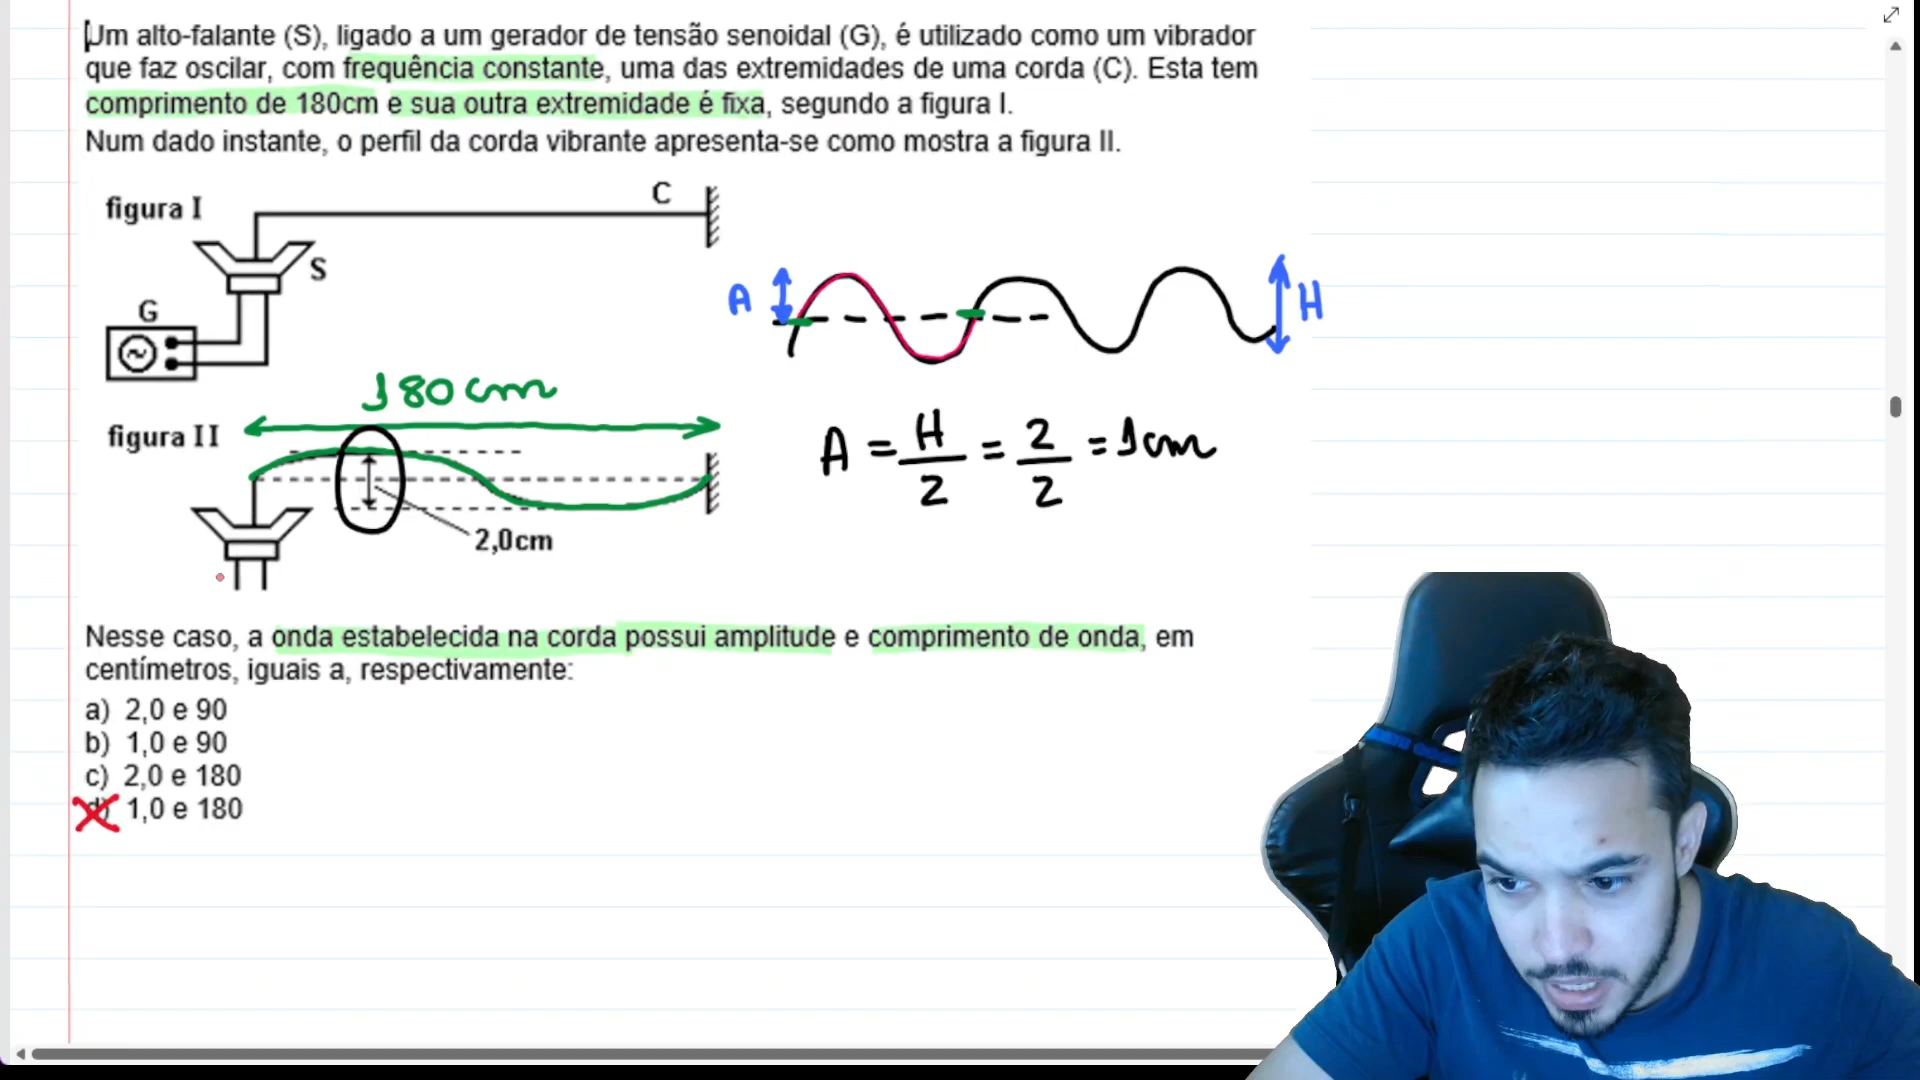 Um alto-falante (S), ligado a um gerador de tensão senoidal (G), é utilizado como um vibrador
que faz oscilar, com frequência constante, uma das extremidades de uma corda (C). Esta tem
comprimento de 180cm e sua outra extremidade é fixa, segundo a figura I.
Num dado instante, o perfil da corda vibrante apresenta-se como mostra a figura II.
figura I
C
S
G
A
H
180cm
figura II
2,0cm
A = H/2 = 2/2 = 1cm
Nesse caso, a onda estabelecida na corda possui amplitude e comprimento de onda, em
centímetros, iguais a, respectivamente:
a) 2,0 e 90
b) 1,0 e 90
c) 2,0 e 180
d) 1,0 e 180